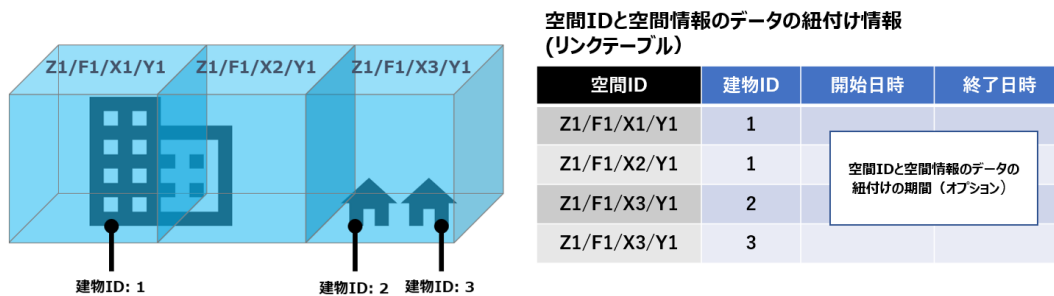 空間IDと空間情報のデータの紐付け情報
(リンクテーブル）
Z1/F1/X1/Y1 Z1/F1/X2/Y1 Z1/F1/X3/Y1
建物ID: 1 建物ID: 2 建物ID: 3
空間ID 建物ID 開始日時 終了日時
Z1/F1/X1/Y1 1
Z1/F1/X2/Y1 1
Z1/F1/X3/Y1 2
Z1/F1/X3/Y1 3
空間IDと空間情報のデータの
紐付けの期間（オプション）